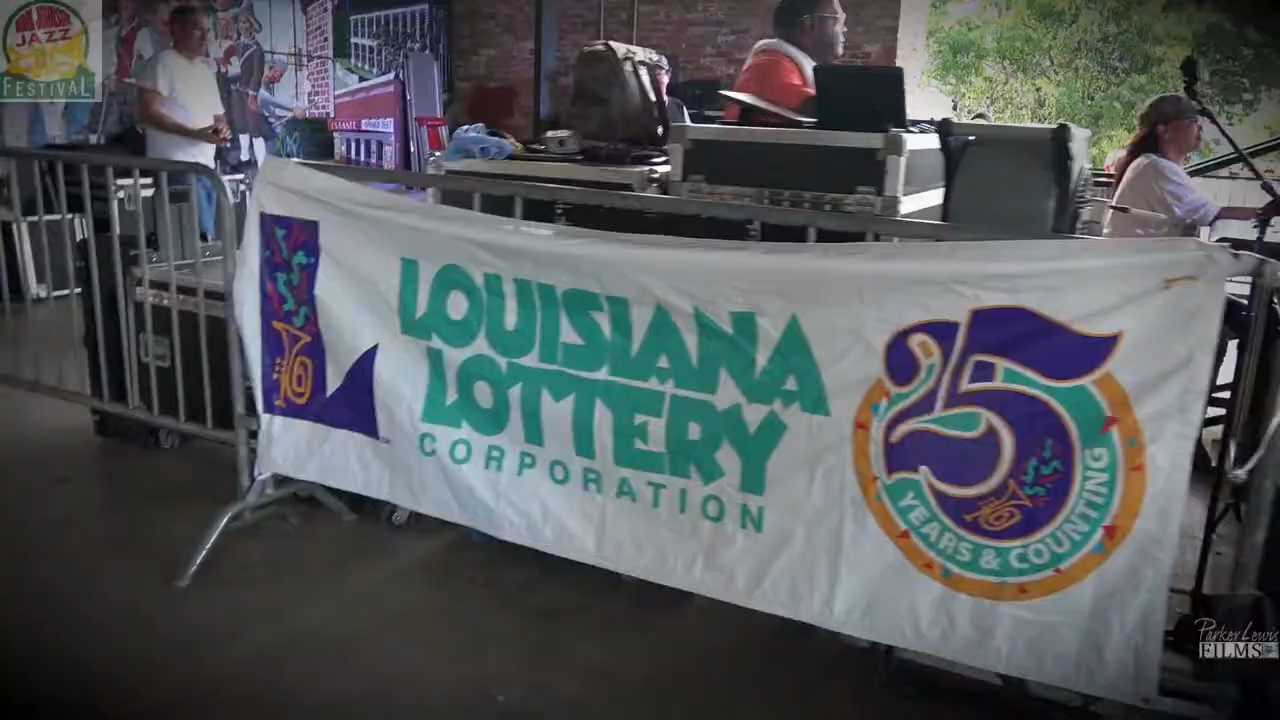 JAZZ
FESTIVAL
LOUISIANA
LOTTERY
CORPORATION
25
YEARS & COUNTING
Parker Lewis
FILMS